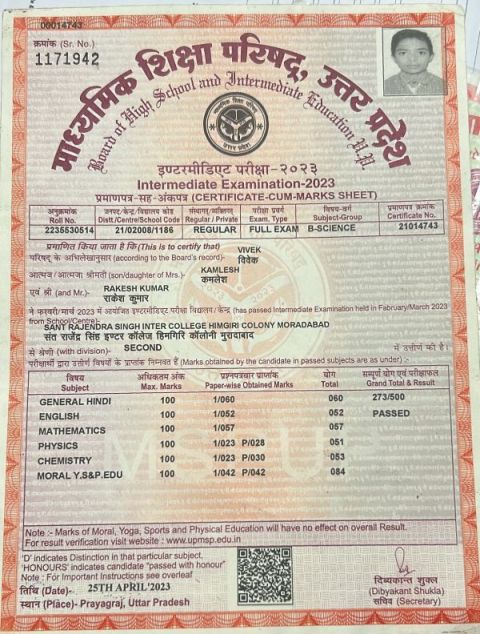 00014743
क्रमांक (Sr. No.)
1171942
माध्यमिक शिक्षा परिषद्, उत्तर प्रदेश
Board of High School and Intermediate Education U.P.
इण्टरमीडिएट परीक्षा-२०२३
Intermediate Examination-2023
प्रमाणपत्र-सह-अंकपत्र (CERTIFICATE-CUM-MARKS SHEET)
अनुक्रमांक जनपद/केन्द्र/विद्यालय कोड संस्थागत/व्यक्तिगत परीक्षा प्रकार विषय-वर्ग प्रमाणपत्र क्रमांक
Roll No. Distt./Centre/School Code Regular / Private Exam. Type Subject-Group Certificate No.
2235530514 21/02008/1186 REGULAR FULL EXAM B-SCIENCE 21014743
प्रमाणित किया जाता है कि(This is to certify that) VIVEK
परिषद् के अभिलेखानुसार (according to the Board's record)- विवेक
आत्मज/आत्मजा श्रीमती (son/daughter of Mrs.)- KAMLESH
कमलेश
एवं श्री (and Mr.)- RAKESH KUMAR
राकेश कुमार
ने फरवरी/मार्च २०२३ में आयोजित इण्टरमीडिएट परीक्षा विद्यालय/केन्द्र (has passed Intermediate Examination held in Fabruary/March 2023
from School/Centre)
SANT RAJENDRA SINGH INTER COLLEGE HIMGIRI COLONY MORADABAD
संत राजेंद्र सिंह इण्टर कॉलेज हिमगिरि कॉलोनी मुरादाबाद
से श्रेणी (with division)- SECOND में उत्तीर्ण की है।
परीक्षार्थी द्वारा उत्तीर्ण विषयों के प्राप्तांक निम्नवत हैं (Marks obtained by the candidate in passed subjects are as under) :-
विषय अधिकतम अंक प्रश्नपत्रवार प्राप्तांक योग सम्पूर्ण योग एवं परीक्षाफल
Subject Max. Marks Paper-wise Obtained Marks Total Grand Total & Result
GENERAL HINDI 100 1/060 060 273/500
ENGLISH 100 1/052 052 PASSED
MATHEMATICS 100 1/057 057
PHYSICS 100 1/023 P/028 051
CHEMISTRY 100 1/023 P/030 053
MORAL Y.S&P.EDU 100 1/042 P/042 084
Note :- Marks of Moral, Yoga, Sports and Physical Education will have no effect on overall Result.
For result verification visit website : www.upmsp.edu.in
'D' indicates Distinction in that particular subject.
'HONOURS' indicates candidate "passed with honour"
Note : For Important Instructions see overleaf
तिथि (Date)- 25TH APRIL'2023
स्थान (Place)- Prayagraj, Uttar Pradesh
दिब्यकान्त शुक्ल
(Dibyakant Shukla)
सचिव (Secretary)